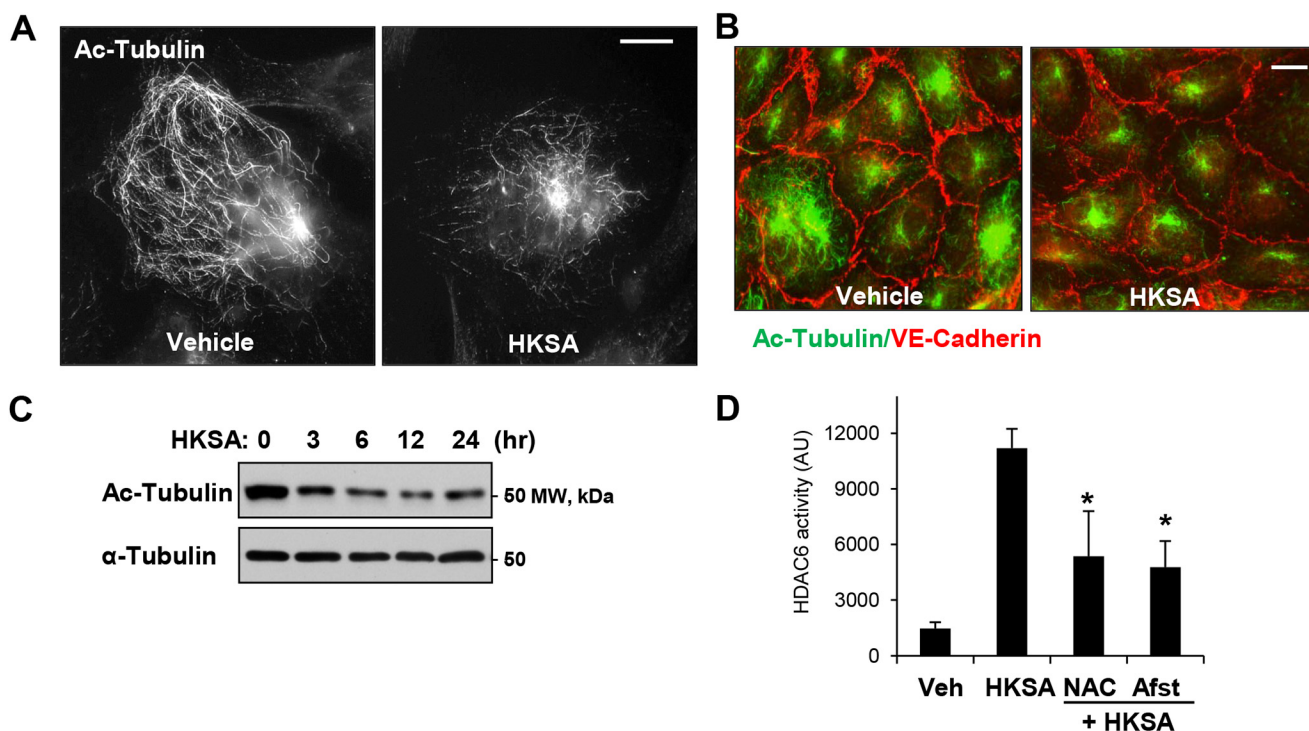 A
Ac-Tubulin
Vehicle
HKSA
B
Vehicle
HKSA
Ac-Tubulin/VE-Cadherin
C
HKSA: 0 3 6 12 24 (hr)
Ac-Tubulin
- 50 MW, kDa
α-Tubulin
- 50
D
HDAC6 activity (AU)
12000
9000
6000
3000
0
* *
Veh HKSA NAC Afst
+ HKSA